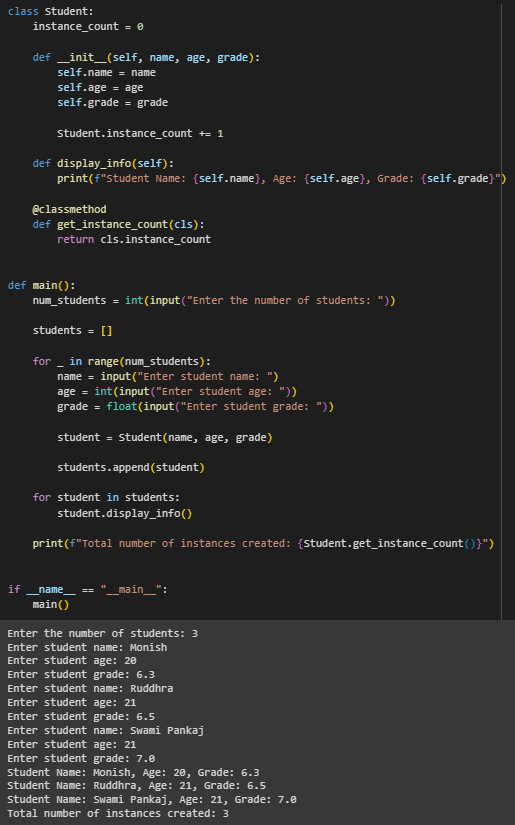 class Student:
    instance_count = 0

    def __init__(self, name, age, grade):
        self.name = name
        self.age = age
        self.grade = grade

        Student.instance_count += 1

    def display_info(self):
        print(f"Student Name: {self.name}, Age: {self.age}, Grade: {self.grade}")

    @classmethod
    def get_instance_count(cls):
        return cls.instance_count


def main():
    num_students = int(input("Enter the number of students: "))

    students = []

    for _ in range(num_students):
        name = input("Enter student name: ")
        age = int(input("Enter student age: "))
        grade = float(input("Enter student grade: "))

        student = Student(name, age, grade)

        students.append(student)

    for student in students:
        student.display_info()

    print(f"Total number of instances created: {Student.get_instance_count()}")


if __name__ == "__main__":
    main()
Enter the number of students: 3
Enter student name: Monish
Enter student age: 20
Enter student grade: 6.3
Enter student name: Ruddhra
Enter student age: 21
Enter student grade: 6.5
Enter student name: Swami Pankaj
Enter student age: 21
Enter student grade: 7.0
Student Name: Monish, Age: 20, Grade: 6.3
Student Name: Ruddhra, Age: 21, Grade: 6.5
Student Name: Swami Pankaj, Age: 21, Grade: 7.0
Total number of instances created: 3